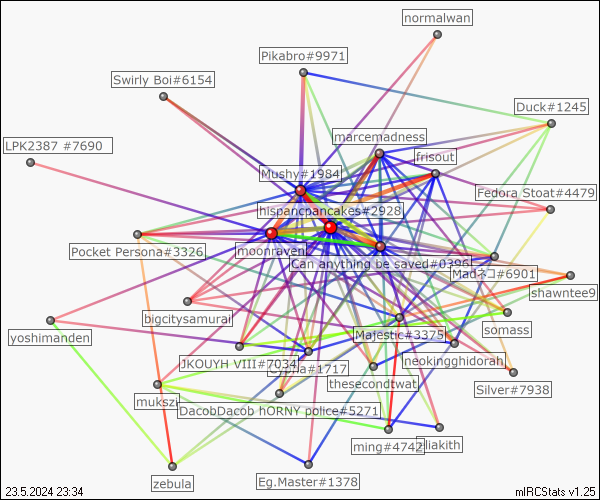 normalwan
Pikabro#9971
Swirly Boi#6154
Duck#1245
marcemadness
LPK2387 #7690
frisout
Mushy#1984
Fedora Stoat#4479
hispancpancakes#2928
Pocket Persona#3326
moonraven
Can anything be saved#0396
Madネコ#6901
shawntee9
bigcitysamurai
somass
yoshimanden
Majestic#3375
JKOUYH VIII#7034
#1717
neokingghidorah
thesecondtwat
Silver#7938
mukszi
DacobDacob hORNY police#5271
ming#4742
eliakith
zebula
Eg.Master#1378
23.5.2024 23:34
mIRCStats v1.25